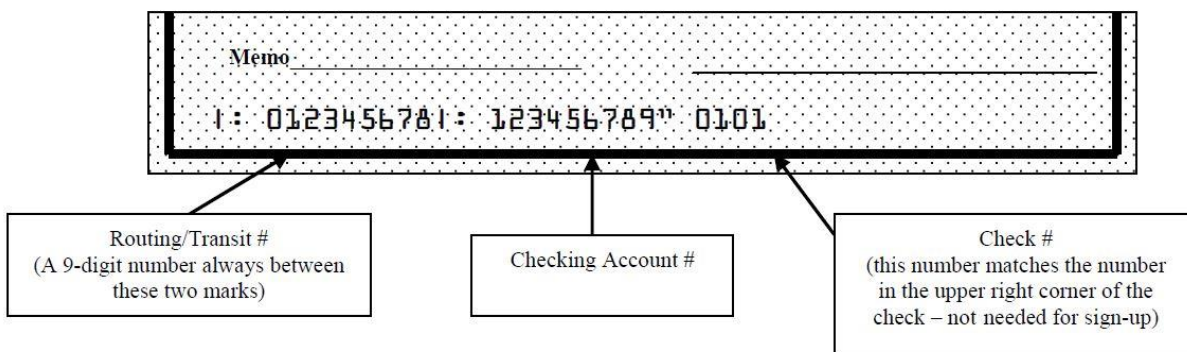 Memo
⑆: 012345678⑆: 123456789” 0101
Routing/Transit #
(A 9-digit number always between
these two marks)
Checking Account #
Check #
(this number matches the number
in the upper right corner of the
check – not needed for sign-up)